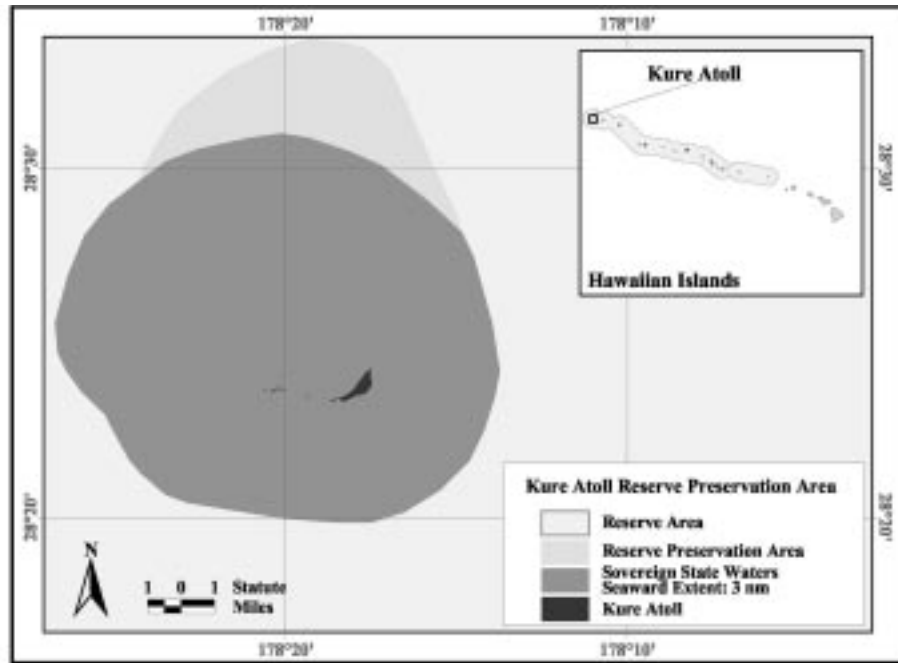 178°20' 178°10'
Kure Atoll
28°30' 28°30'
Hawaiian Islands
Kure Atoll Reserve Preservation Area
Reserve Area
Reserve Preservation Area
Sovereign State Waters
Seaward Extent: 3 nm
Kure Atoll
28°20' 28°20'
N
1 0 1 Statute
Miles
178°20' 178°10'